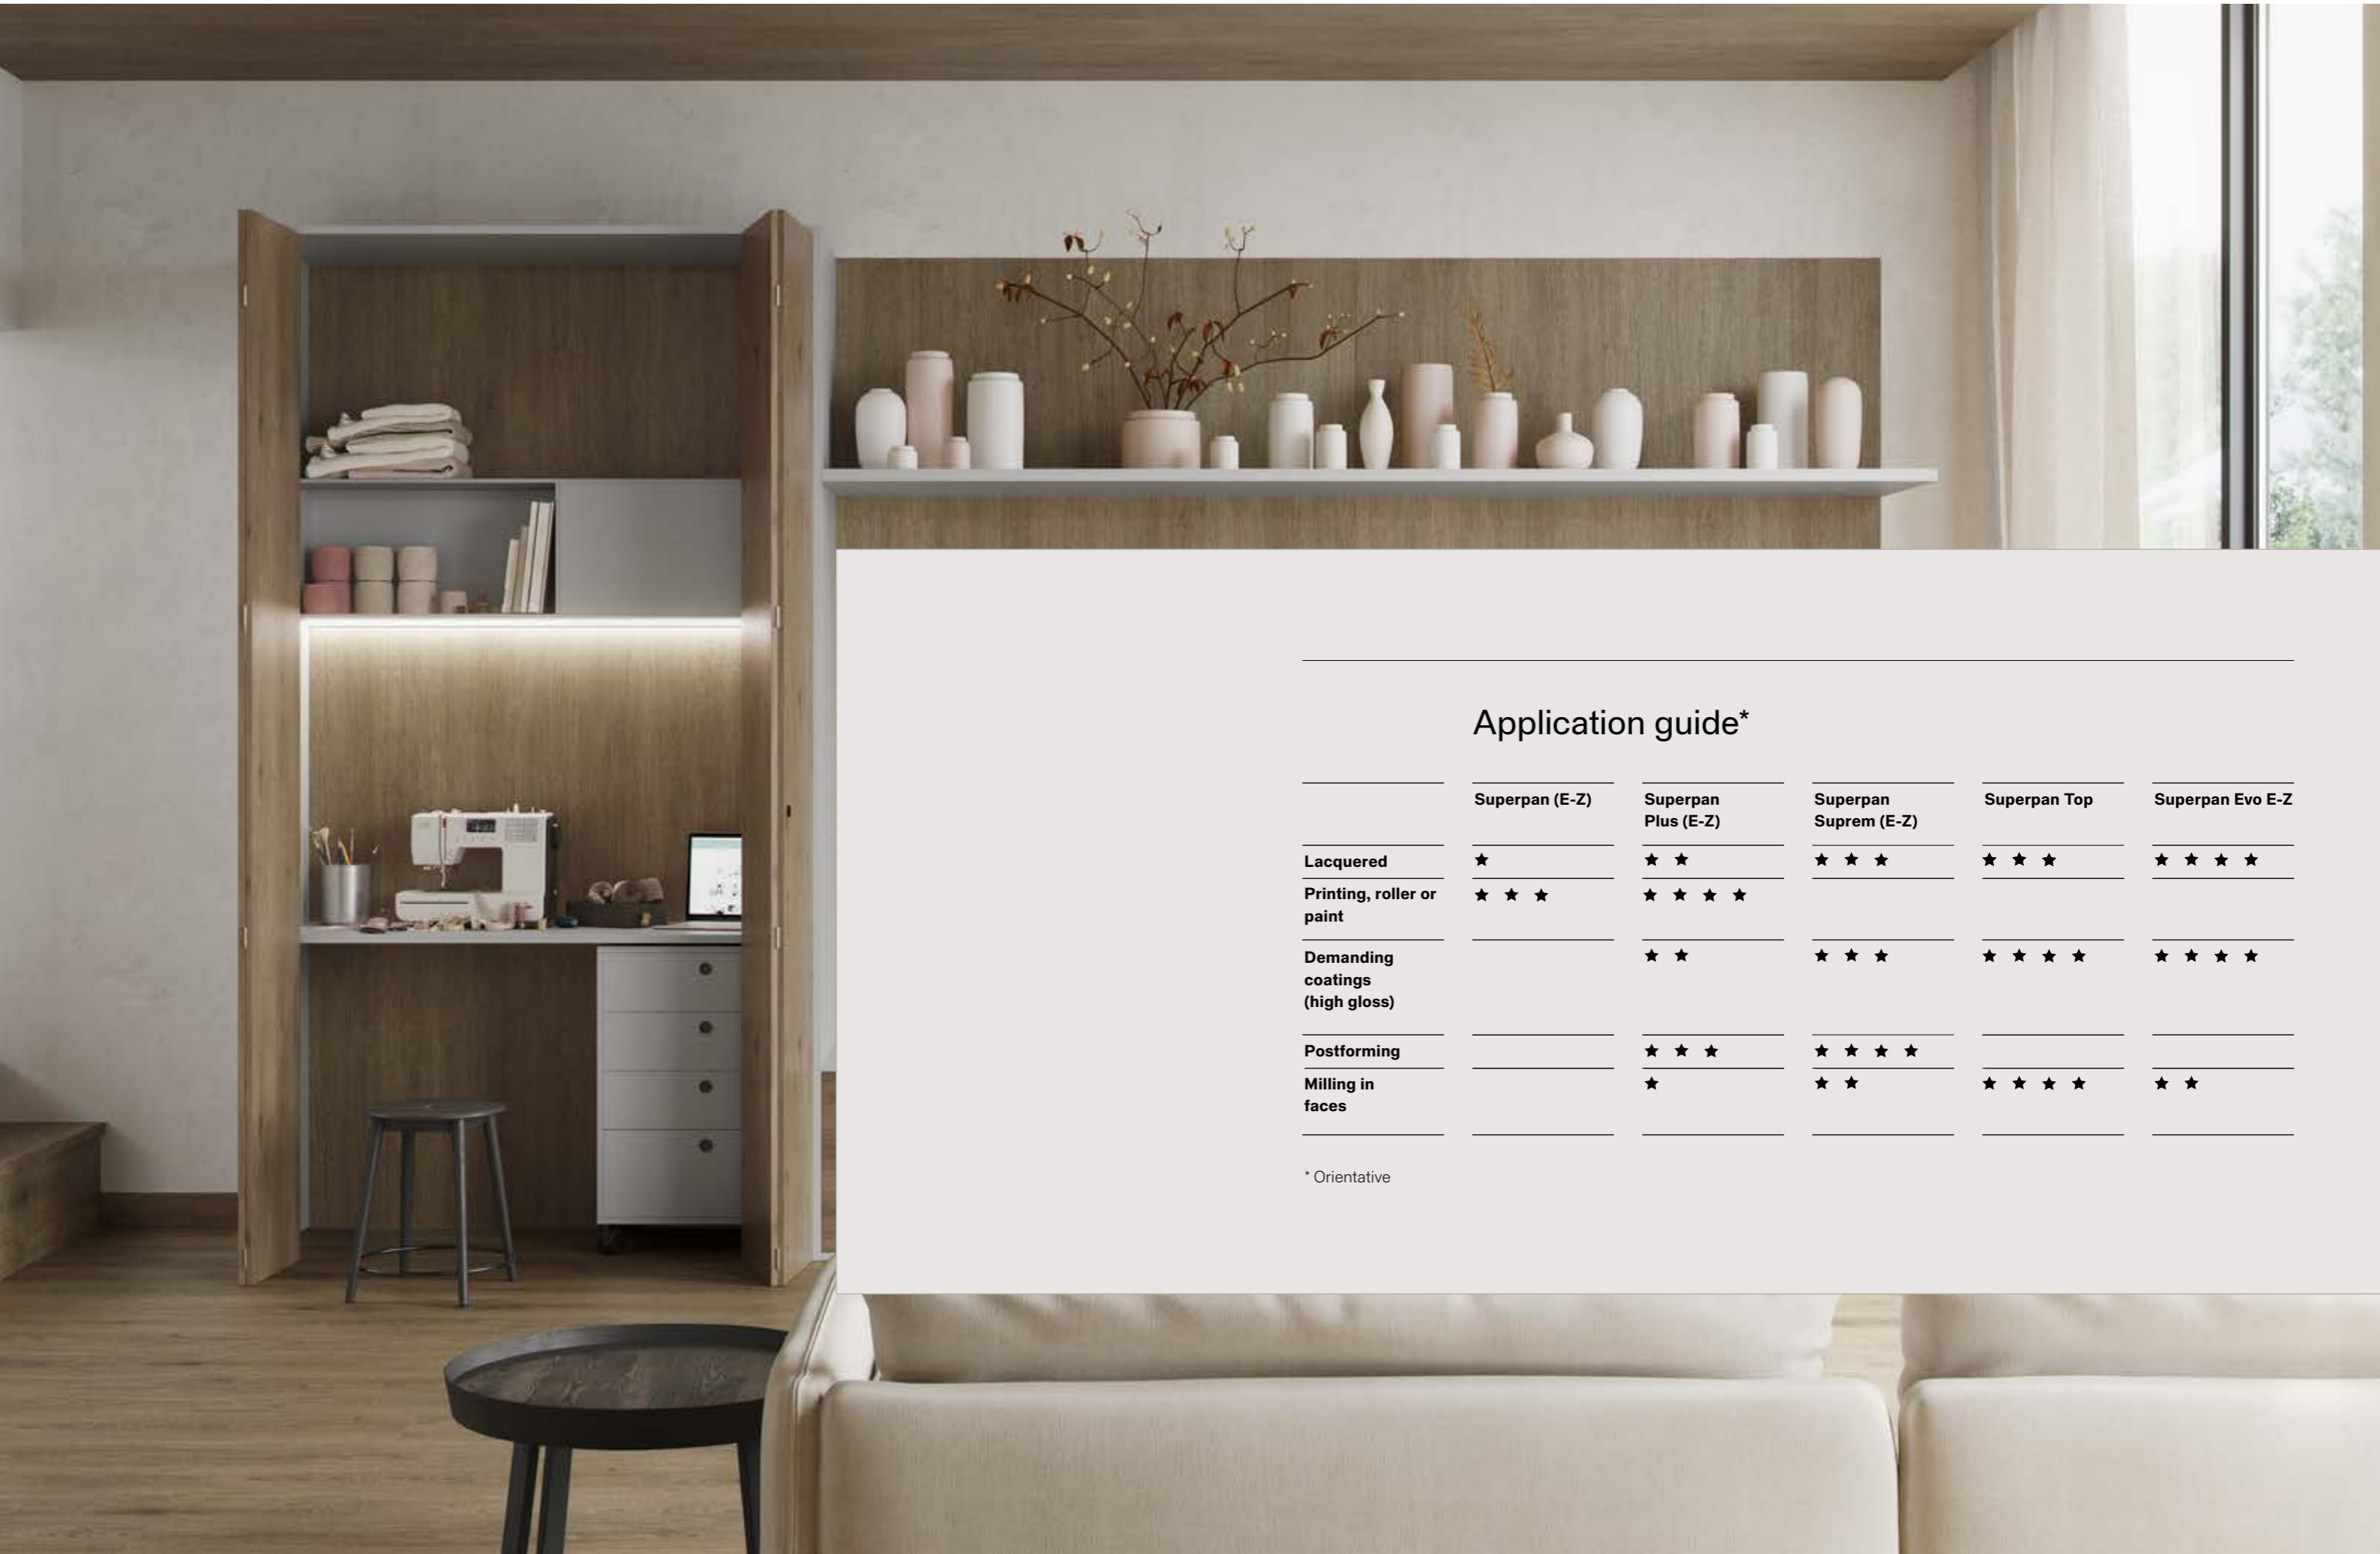 Application guide*
Superpan (E-Z)
Superpan
Plus (E-Z)
Superpan
Suprem (E-Z)
Superpan Top
Superpan Evo E-Z
Lacquered ★ ★ ★ ★ ★ ★ ★ ★ ★ ★ ★ ★ ★
Printing, roller or
paint
★ ★ ★ ★ ★ ★ ★
Demanding
coatings
(high gloss)
★ ★ ★ ★ ★ ★ ★ ★ ★ ★ ★ ★ ★
Postforming ★ ★ ★ ★ ★ ★ ★
Milling in
faces
★ ★ ★ ★ ★ ★ ★ ★ ★
* Orientative